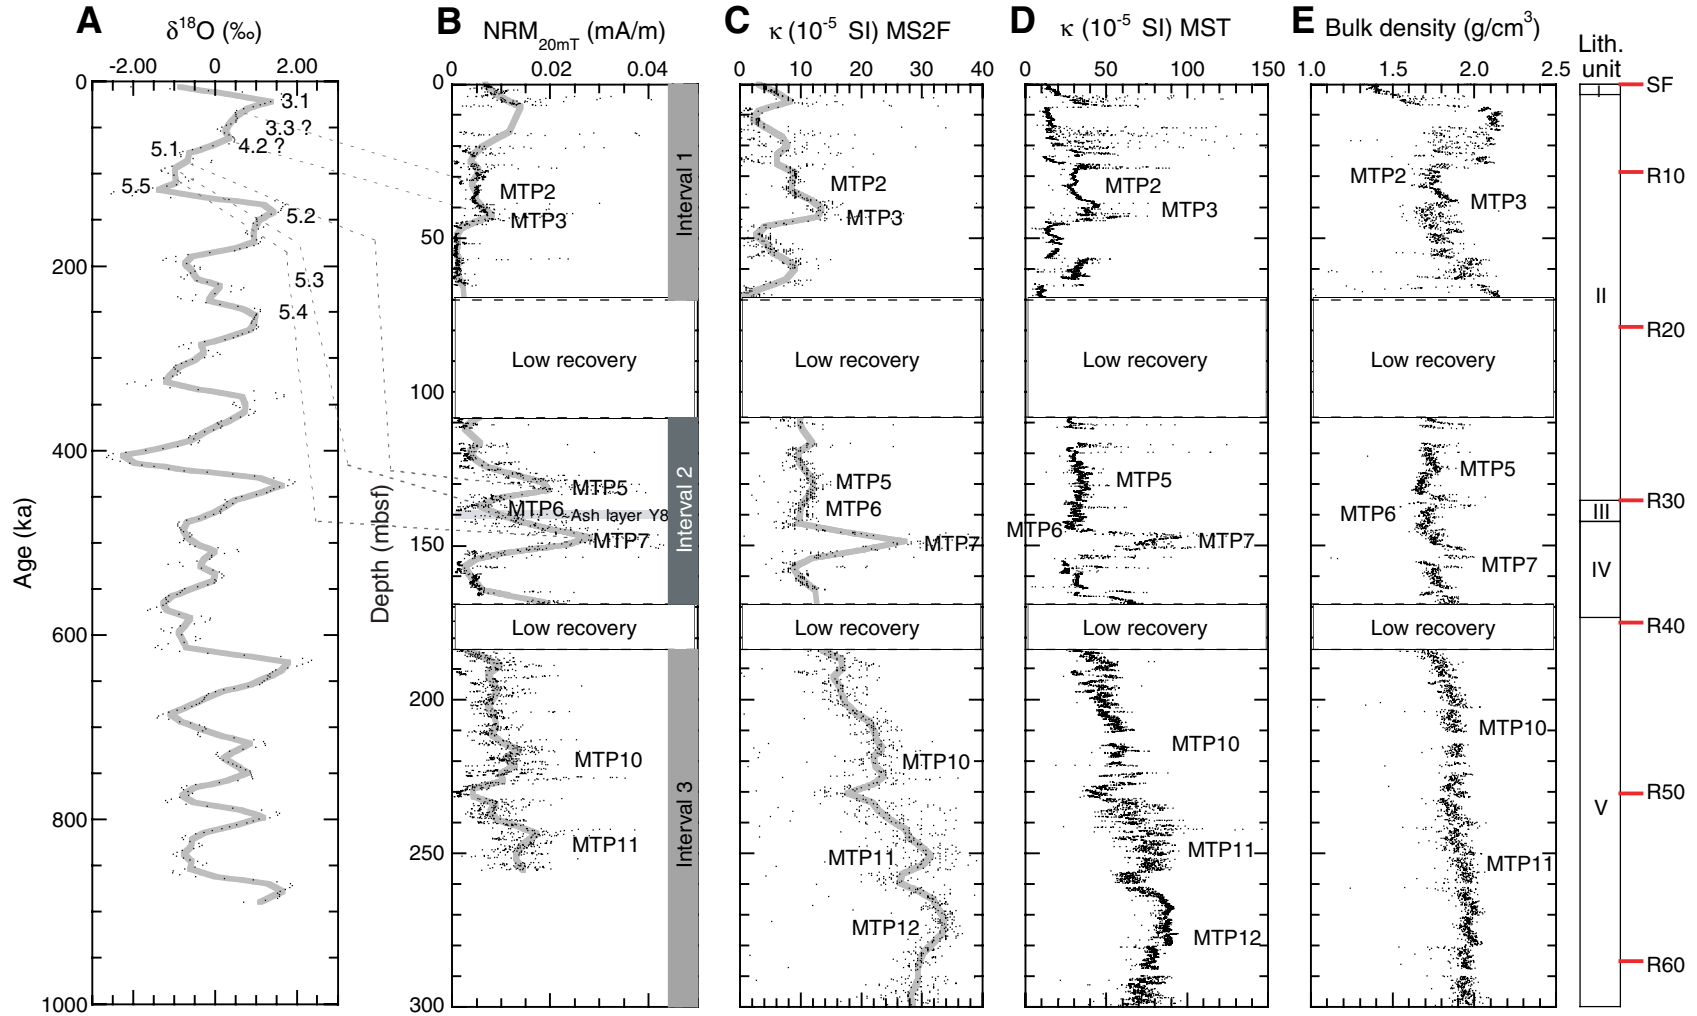 A δ18O (‰) B NRM20mT (mA/m) C κ (10-5 SI) MS2F D κ (10-5 SI) MST E Bulk density (g/cm3) Lith. unit
-2.00 0 2.00
0 0.02 0.04
0 10 20 30 40
0 50 100 150
1.0 1.5 2.0 2.5
Age (ka)
0
200
400
600
800
1000
3.1
3.3 ?
4.2 ?
5.1
5.5
5.2
5.3
5.4
Depth (mbsf)
0
50
100
150
200
250
300
MTP2
MTP3
Interval 1
Low recovery
MTP5
MTP6
Ash layer Y8
MTP7
Interval 2
Low recovery
MTP10
MTP11
Interval 3
MTP2
MTP3
Low recovery
MTP5
MTP6
MTP7
Low recovery
MTP10
MTP11
MTP12
MTP2
MTP3
Low recovery
MTP5
MTP6
MTP7
Low recovery
MTP10
MTP11
MTP12
MTP2
MTP3
Low recovery
MTP5
MTP6
MTP7
Low recovery
MTP10
MTP11
I
II
III
IV
V
SF
R10
R20
R30
R40
R50
R60